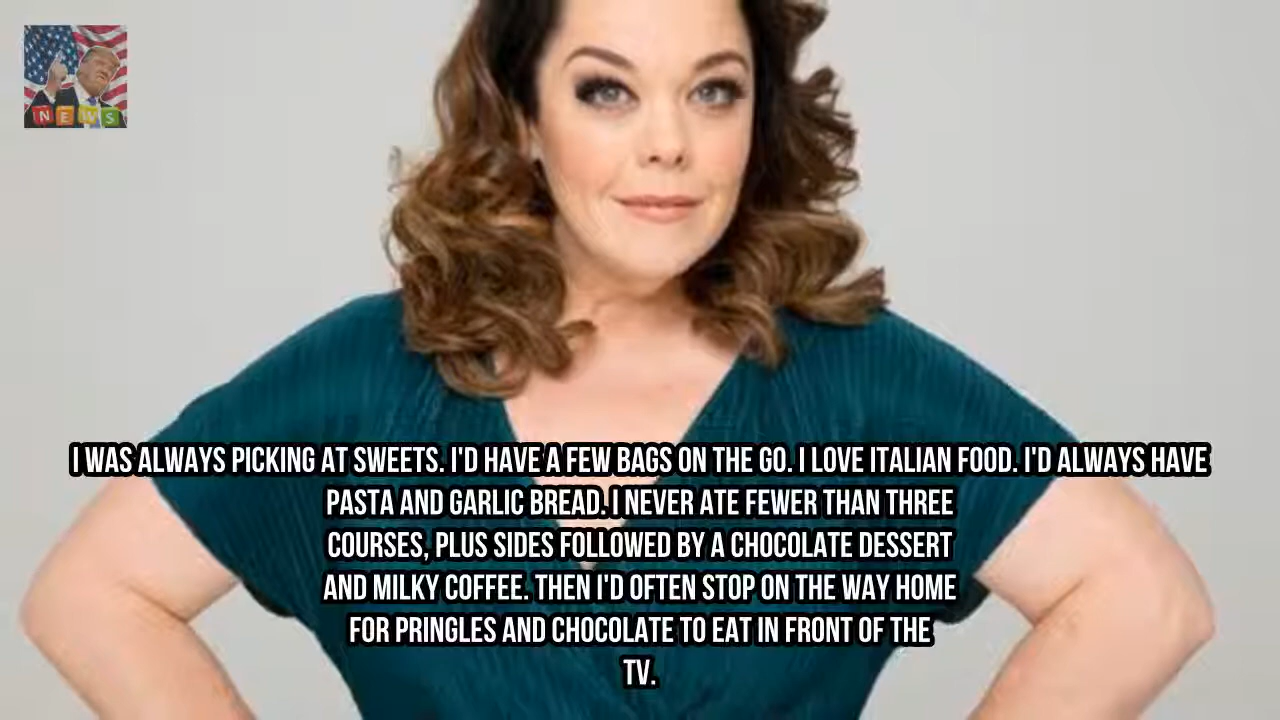 NEWS
I WAS ALWAYS PICKING AT SWEETS. I'D HAVE A FEW BAGS ON THE GO. I LOVE ITALIAN FOOD. I'D ALWAYS HAVE
PASTA AND GARLIC BREAD. I NEVER ATE FEWER THAN THREE
COURSES, PLUS SIDES FOLLOWED BY A CHOCOLATE DESSERT
AND MILKY COFFEE. THEN I'D OFTEN STOP ON THE WAY HOME
FOR PRINGLES AND CHOCOLATE TO EAT IN FRONT OF THE
TV.